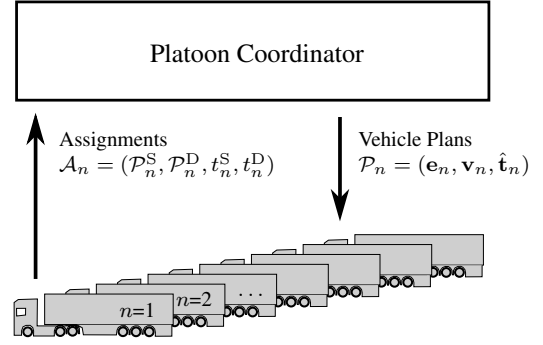 Platoon Coordinator
Assignments
𝒜ₙ = (𝒫ₙˢ, 𝒫ₙᴰ, tₙˢ, tₙᴰ)
Vehicle Plans
𝒫ₙ = (𝐞ₙ, 𝐯ₙ, 𝐭̂ₙ)
n=1 n=2 ...